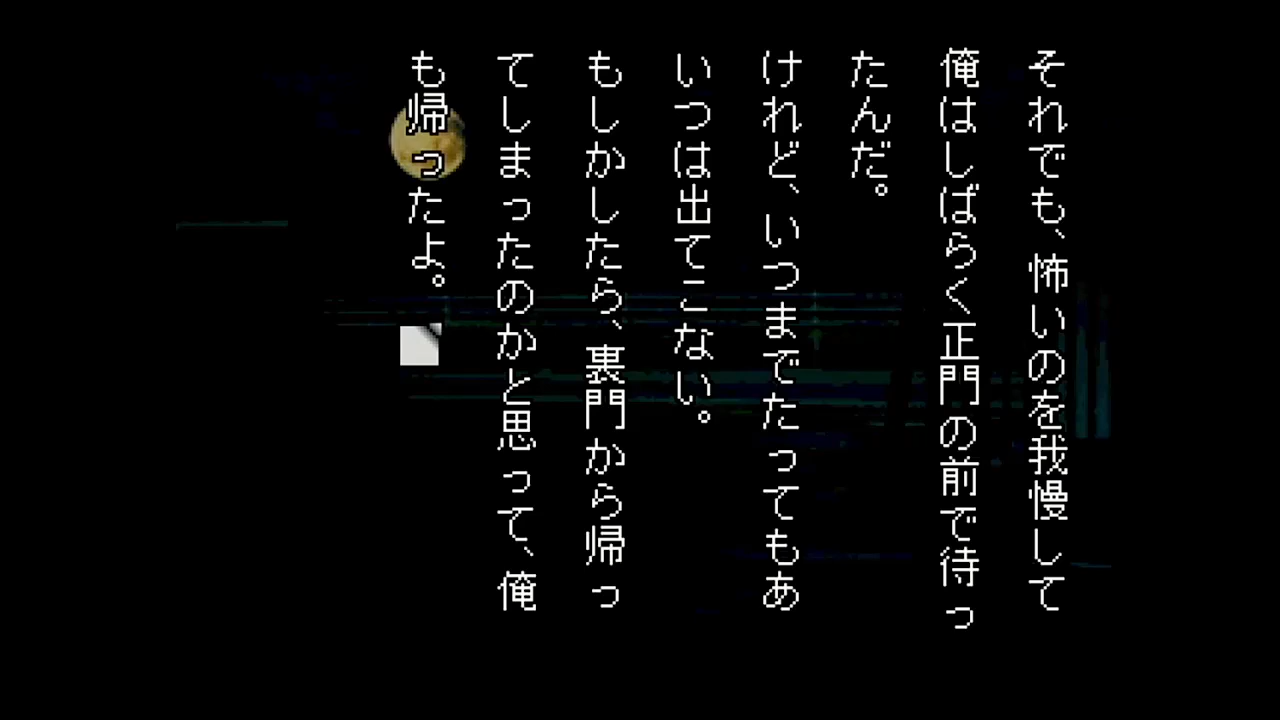 それでも、怖いのを我慢して
俺はしばらく正門の前で待っ
たんだ。
けれど、いつまでたってもあ
いつは出てこない。
もしかしたら、裏門から帰っ
てしまったのかと思って、俺
も帰ったよ。